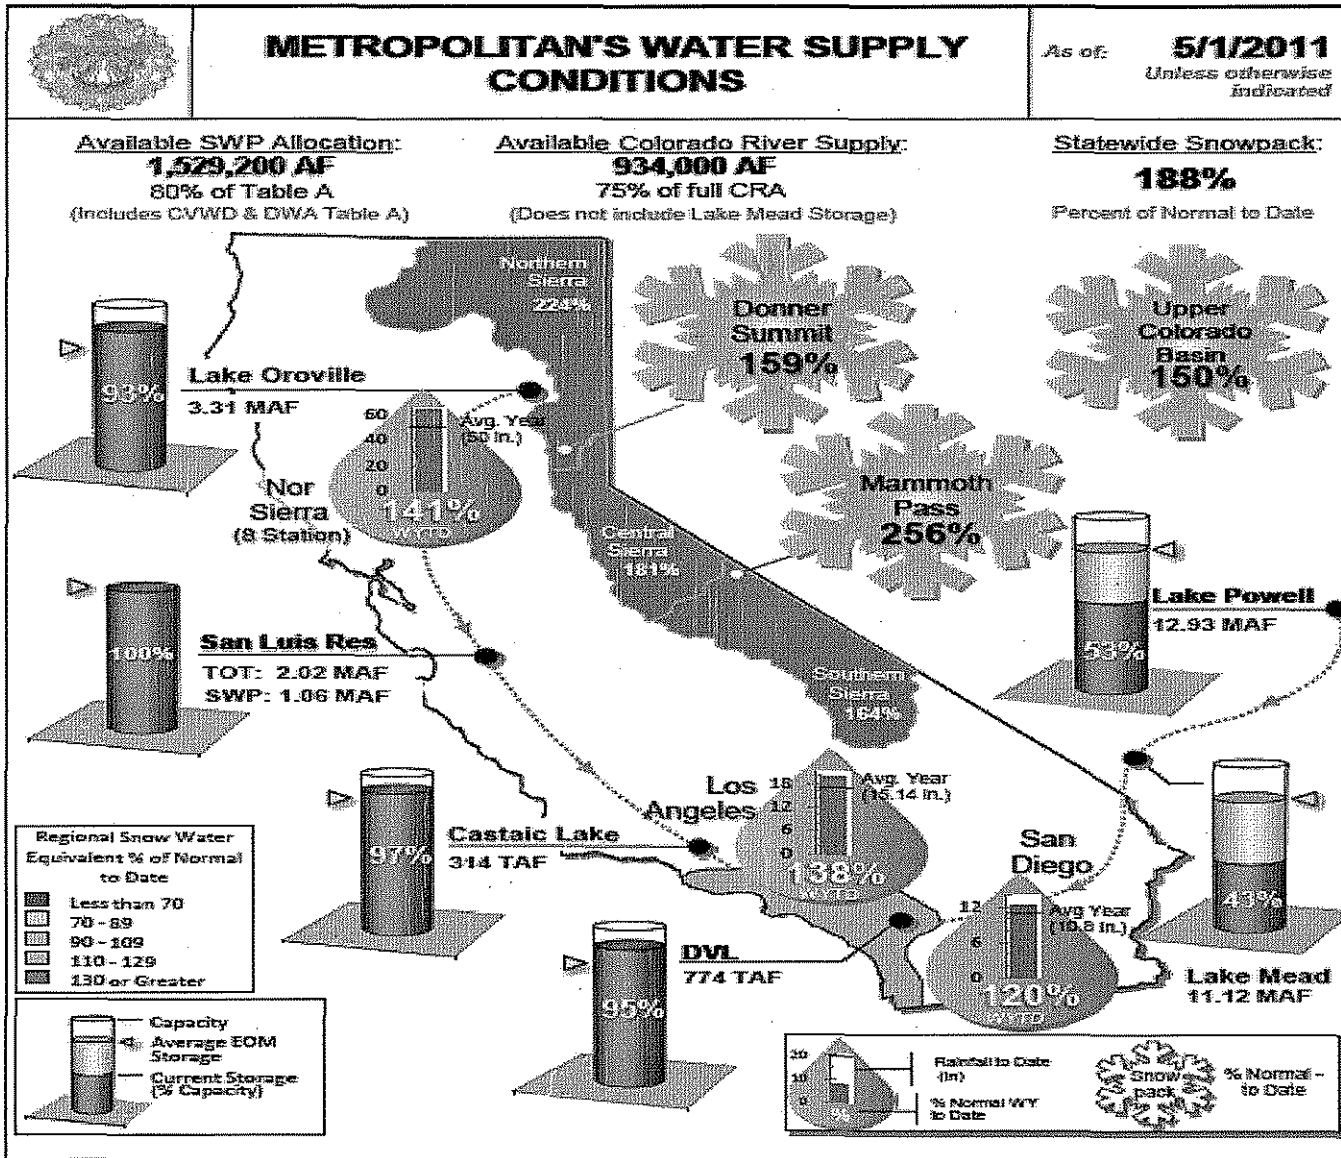 METROPOLITAN'S WATER SUPPLY
CONDITIONS
As of: 5/1/2011
Unless otherwise
indicated
Available SWP Allocation:
1,529,200 AF
80% of Table A
(Includes CVWD & DWA Table A)
Available Colorado River Supply:
934,000 AF
75% of full CRA
(Does not include Lake Mead Storage)
Statewide Snowpack:
188%
Percent of Normal to Date
Northern
Sierra
224%
Donner
Summit
159%
Upper
Colorado
Basin
150%
93%
Lake Oroville
3.31 MAF
60
40
20
0
Avg. Year
(50 in.)
141%
WYTD
Nor
Sierra
(8 Station)
Mammoth
Pass
256%
Central
Sierra
181%
Lake Powell
12.93 MAF
53%
100%
San Luis Res
TOT: 2.02 MAF
SWP: 1.06 MAF
Southern
Sierra
164%
Los
Angeles
18
12
6
0
Avg. Year
(15.14 in.)
138%
WYTD
97%
Castaic Lake
314 TAF
San
Diego
12
6
0
Avg Year
(10.8 in.)
120%
WYTD
43%
Lake Mead
11.12 MAF
95%
DVL
774 TAF
Regional Snow Water
Equivalent % of Normal
to Date
Less than 70
70 - 89
90 - 109
110 - 129
130 or Greater
Capacity
Average EOM
Storage
Current Storage
(% Capacity)
20
10
0
%
Rainfall to Date
(in)
% Normal WY
to Date
Snow
pack
% Normal -
to Date